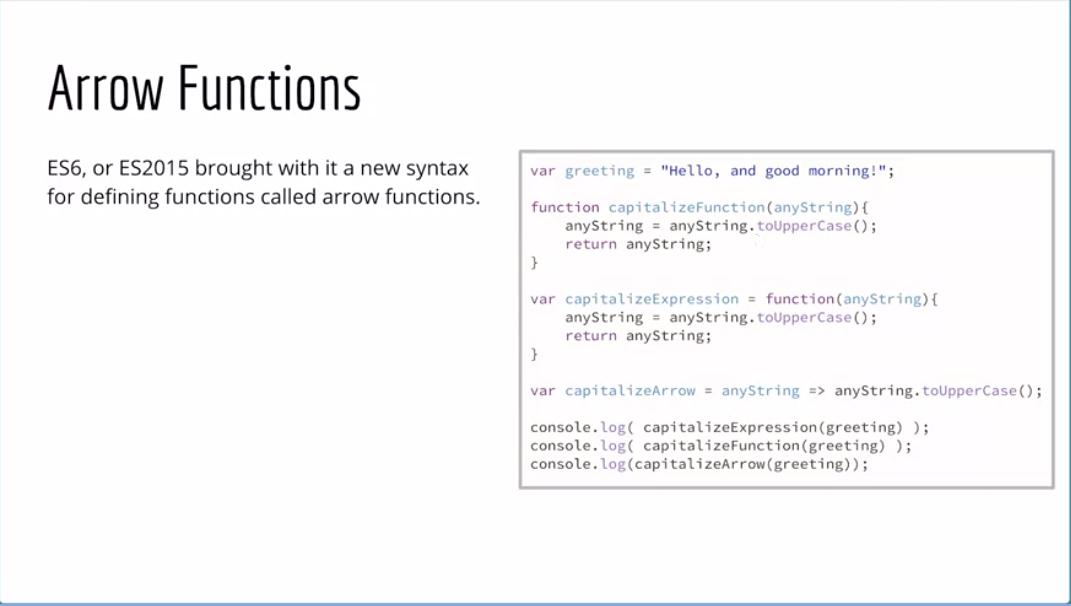 Arrow Functions
ES6, or ES2015 brought with it a new syntax
for defining functions called arrow functions.
var greeting = "Hello, and good morning!";
function capitalizeFunction(anyString){
    anyString = anyString.toUpperCase();
    return anyString;
}
var capitalizeExpression = function(anyString){
    anyString = anyString.toUpperCase();
    return anyString;
}
var capitalizeArrow = anyString => anyString.toUpperCase();
console.log( capitalizeExpression(greeting) );
console.log( capitalizeFunction(greeting) );
console.log(capitalizeArrow(greeting));